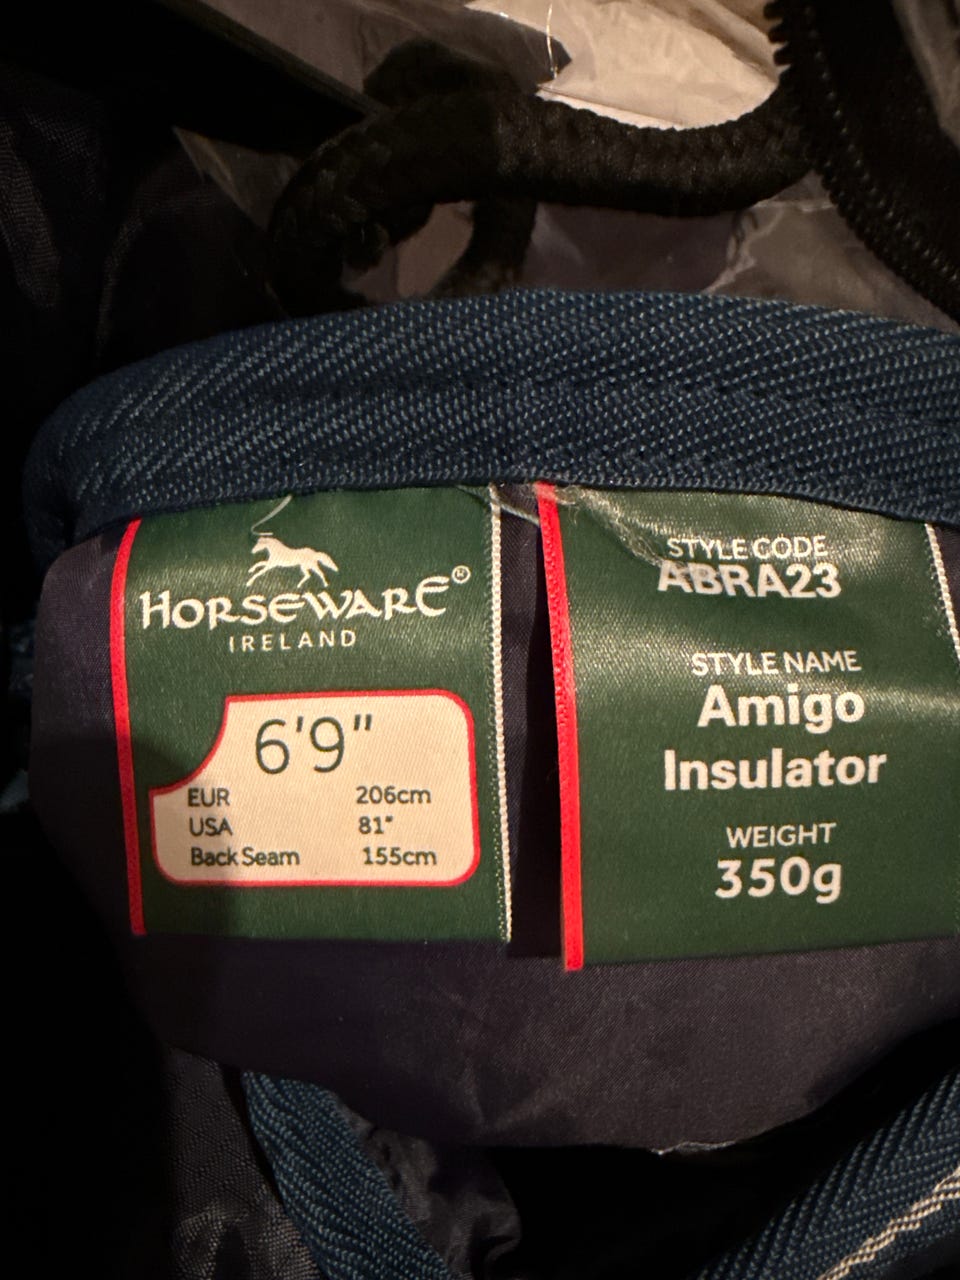 HORSEWARE®
IRELAND
6'9"
EUR 206cm
USA 81"
Back Seam 155cm
STYLE CODE
ABRA23
STYLE NAME
Amigo
Insulator
WEIGHT
350g